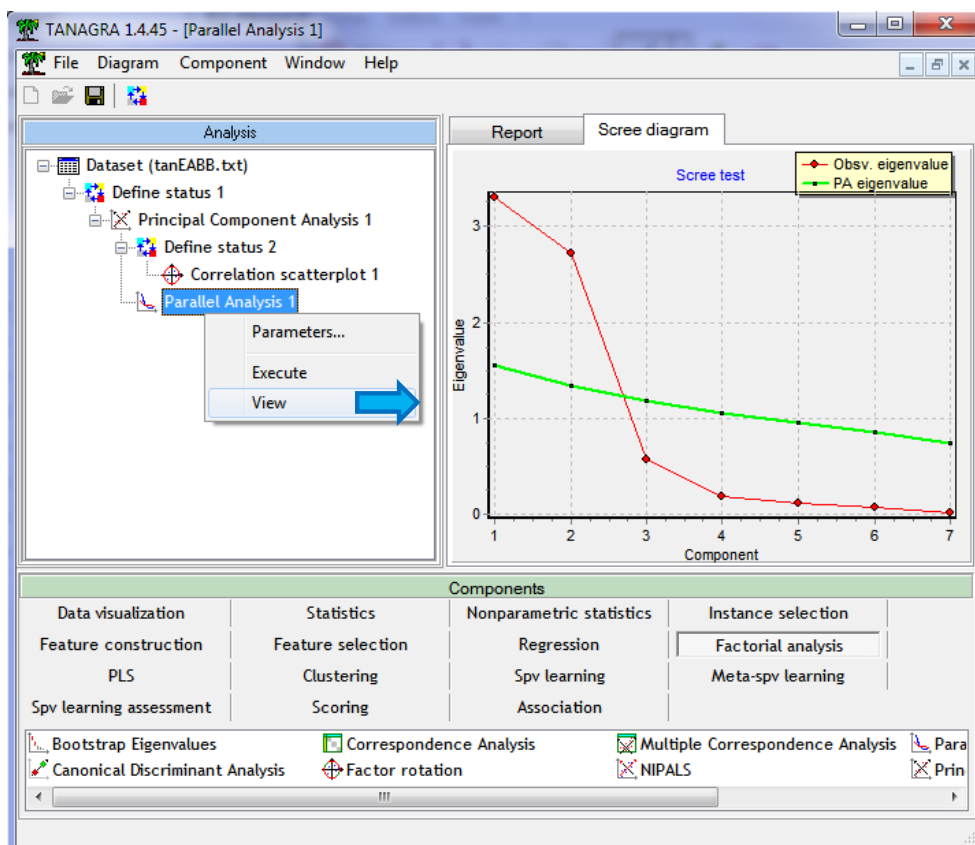 TANAGRA 1.4.45 - [Parallel Analysis 1]
File Diagram Component Window Help
Analysis
Dataset (tanEABB.txt)
Define status 1
Principal Component Analysis 1
Define status 2
Correlation scatterplot 1
Parallel Analysis 1
Parameters...
Execute
View
Report Scree diagram
Scree test
Obsv. eigenvalue
PA eigenvalue
Eigenvalue
3
2
1
0
1 2 3 4 5 6 7
Component
Components
Data visualization Statistics Nonparametric statistics Instance selection
Feature construction Feature selection Regression Factorial analysis
PLS Clustering Spv learning Meta-spv learning
Spv learning assessment Scoring Association
Bootstrap Eigenvalues Correspondence Analysis Multiple Correspondence Analysis Para
Canonical Discriminant Analysis Factor rotation NIPALS Prin